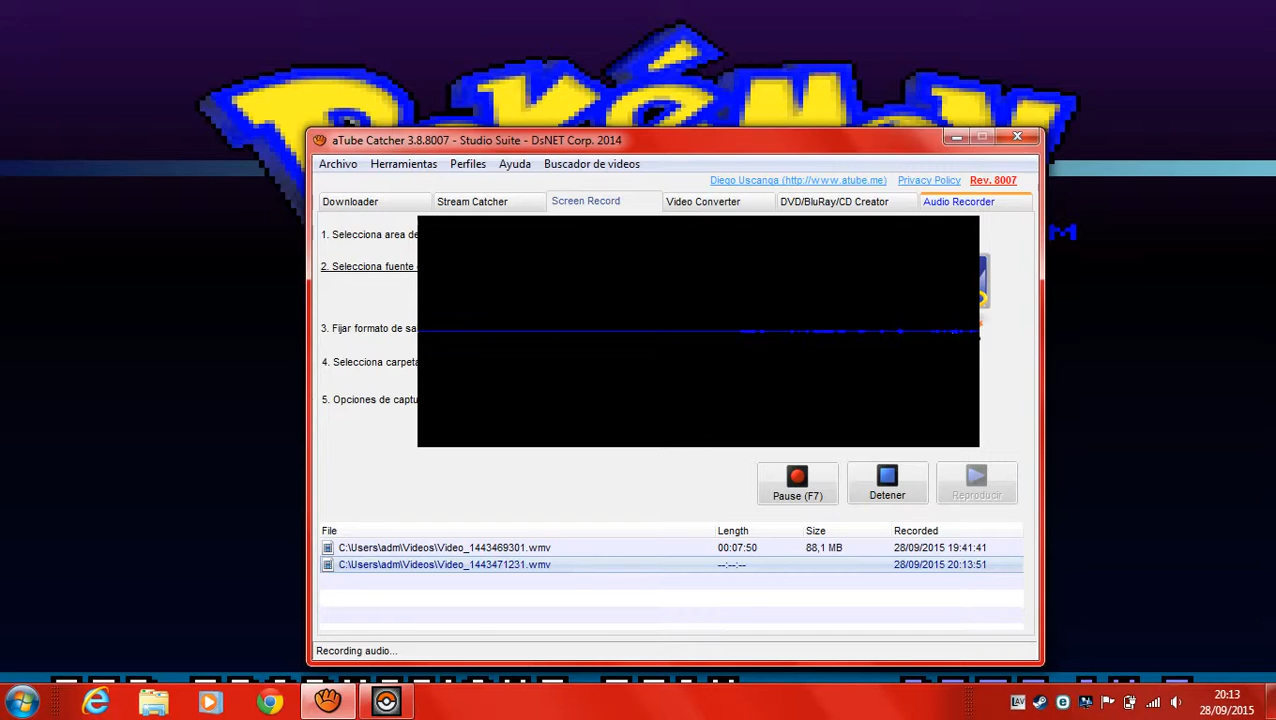 Pokémon
aTube Catcher 3.8.8007 - Studio Suite - DsNET Corp. 2014
Archivo Herramientas Perfiles Ayuda Buscador de videos
Diego Uscanga (http://www.atube.me) Privacy Policy Rev. 8007
Downloader Stream Catcher Screen Record Video Converter DVD/BluRay/CD Creator Audio Recorder
1. Selecciona area de
M
2. Selecciona fuente
3. Fijar formato de sa
4. Selecciona carpeta
5. Opciones de captu
Pause (F7) Detener Reproducir
File Length Size Recorded
C:\Users\adm\Videos\Video_1443469301.wmv 00:07:50 88,1 MB 28/09/2015 19:41:41
C:\Users\adm\Videos\Video_1443471231.wmv --:--:-- 28/09/2015 20:13:51
Recording audio...
20:13
28/09/2015